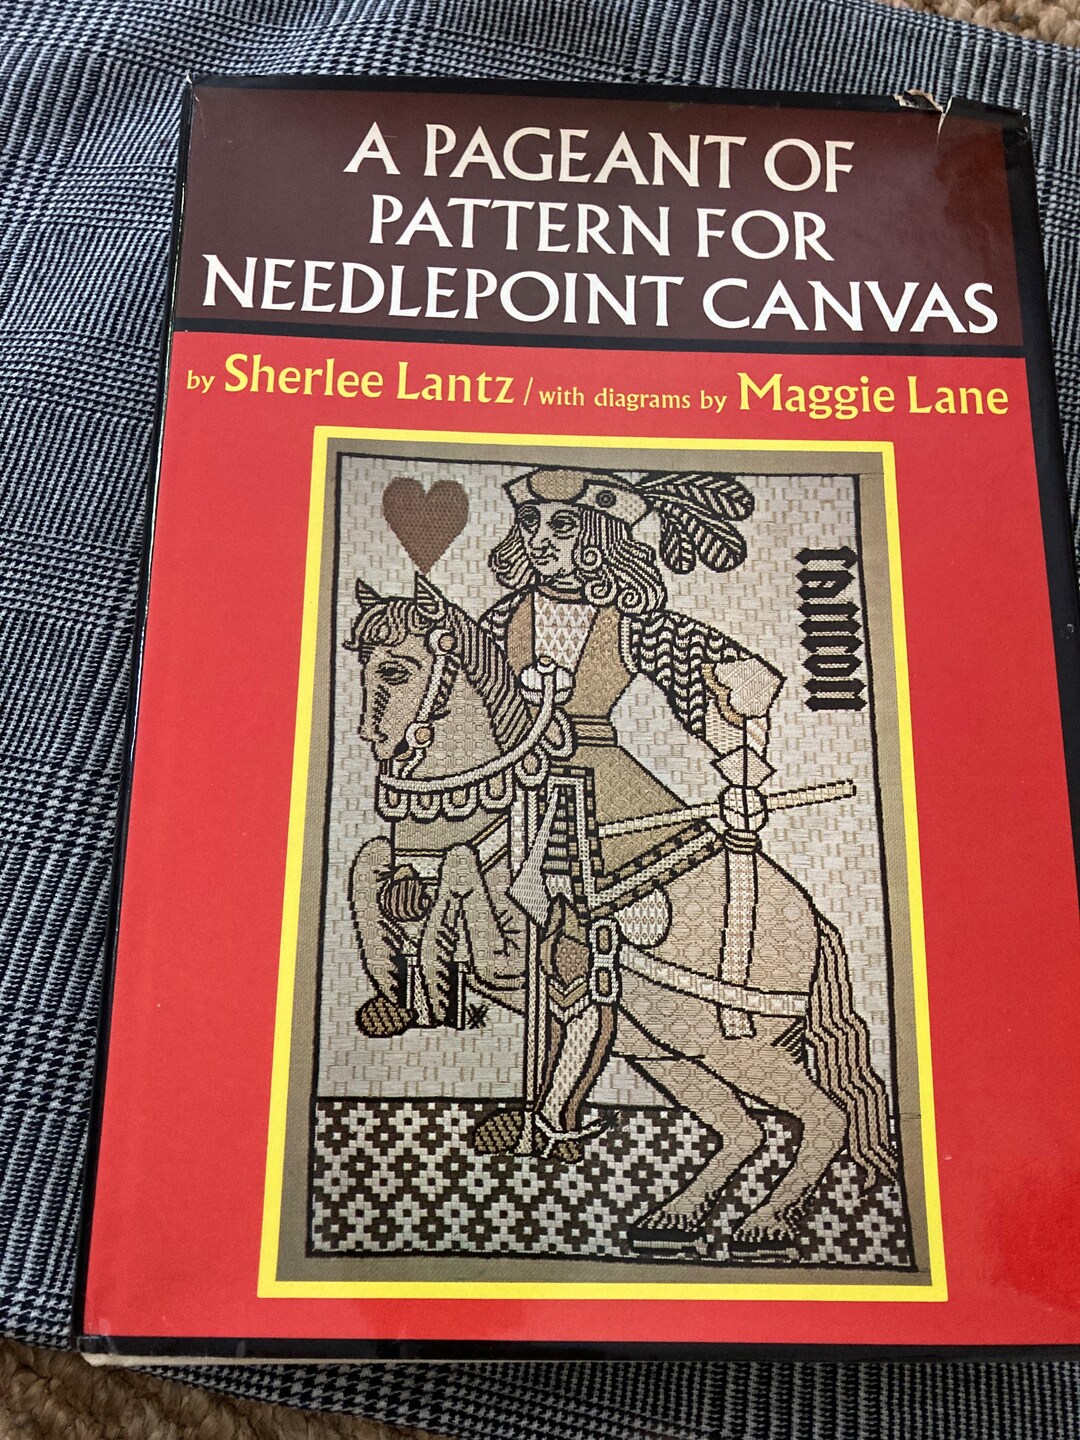 A PAGEANT OF
PATTERN FOR
NEEDLEPOINT CANVAS
by Sherlee Lantz / with diagrams by Maggie Lane